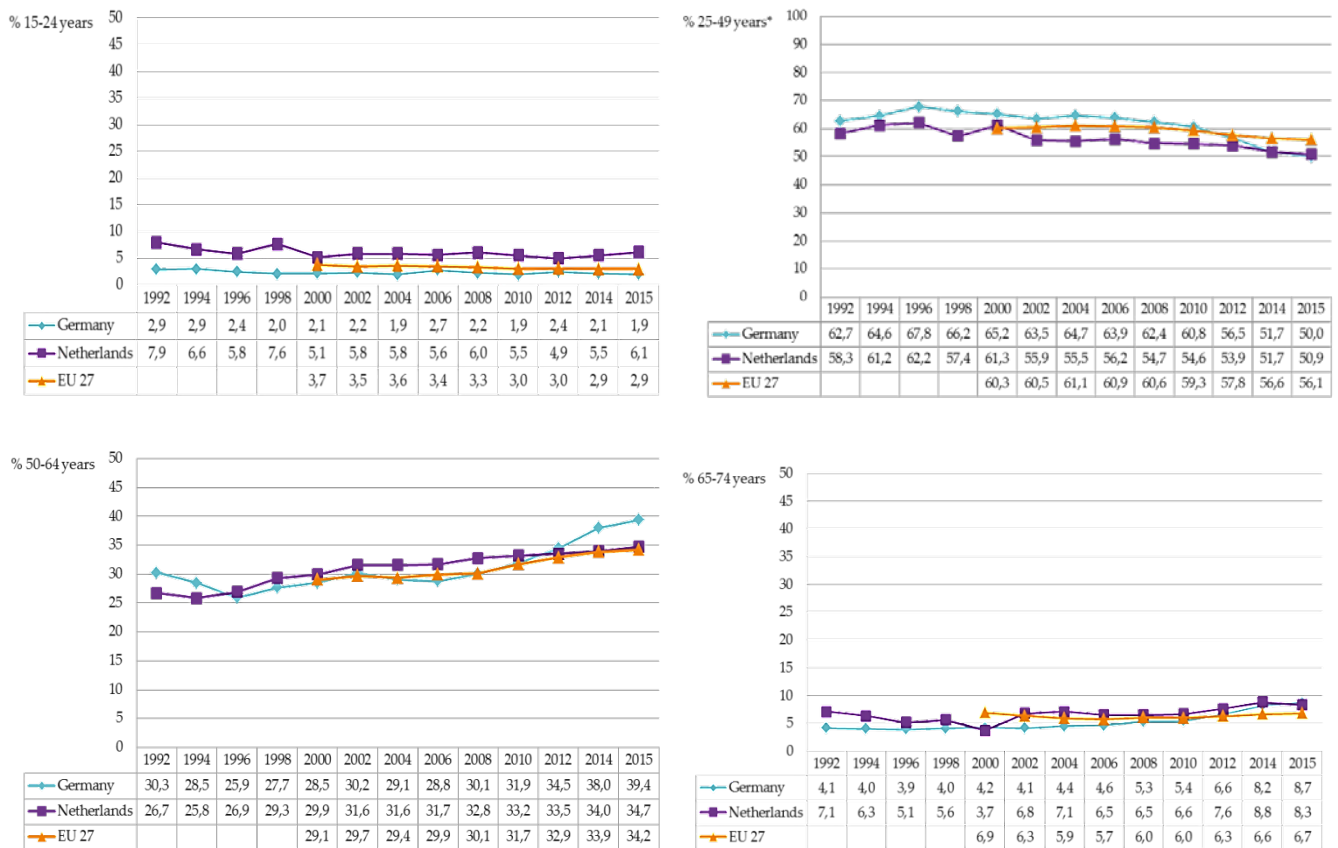 % 15-24 years
50
45
40
35
30
25
20
15
10
5
0
1992 1994 1996 1998 2000 2002 2004 2006 2008 2010 2012 2014 2015
Germany 2,9 2,9 2,4 2,0 2,1 2,2 1,9 2,7 2,2 1,9 2,4 2,1 1,9
Netherlands 7,9 6,6 5,8 7,6 5,1 5,8 5,8 5,6 6,0 5,5 4,9 5,5 6,1
EU 27 3,7 3,5 3,6 3,4 3,3 3,0 3,0 2,9 2,9
% 25-49 years*
100
90
80
70
60
50
40
30
20
10
0
1992 1994 1996 1998 2000 2002 2004 2006 2008 2010 2012 2014 2015
Germany 62,7 64,6 67,8 66,2 65,2 63,5 64,7 63,9 62,4 60,8 56,5 51,7 50,0
Netherlands 58,3 61,2 62,2 57,4 61,3 55,9 55,5 56,2 54,7 54,6 53,9 51,7 50,9
EU 27 60,3 60,5 61,1 60,9 60,6 59,3 57,8 56,6 56,1
% 50-64 years
50
45
40
35
30
25
20
15
10
5
0
1992 1994 1996 1998 2000 2002 2004 2006 2008 2010 2012 2014 2015
Germany 30,3 28,5 25,9 27,7 28,5 30,2 29,1 28,8 30,1 31,9 34,5 38,0 39,4
Netherlands 26,7 25,8 26,9 29,3 29,9 31,6 31,6 31,7 32,8 33,2 33,5 34,0 34,7
EU 27 29,1 29,7 29,4 29,9 30,1 31,7 32,9 33,9 34,2
% 65-74 years
50
45
40
35
30
25
20
15
10
5
0
1992 1994 1996 1998 2000 2002 2004 2006 2008 2010 2012 2014 2015
Germany 4,1 4,0 3,9 4,0 4,2 4,1 4,4 4,6 5,3 5,4 6,6 8,2 8,7
Netherlands 7,1 6,3 5,1 5,6 3,7 6,8 7,1 6,5 6,5 6,6 7,6 8,8 8,3
EU 27 6,9 6,3 5,9 5,7 6,0 6,0 6,3 6,6 6,7